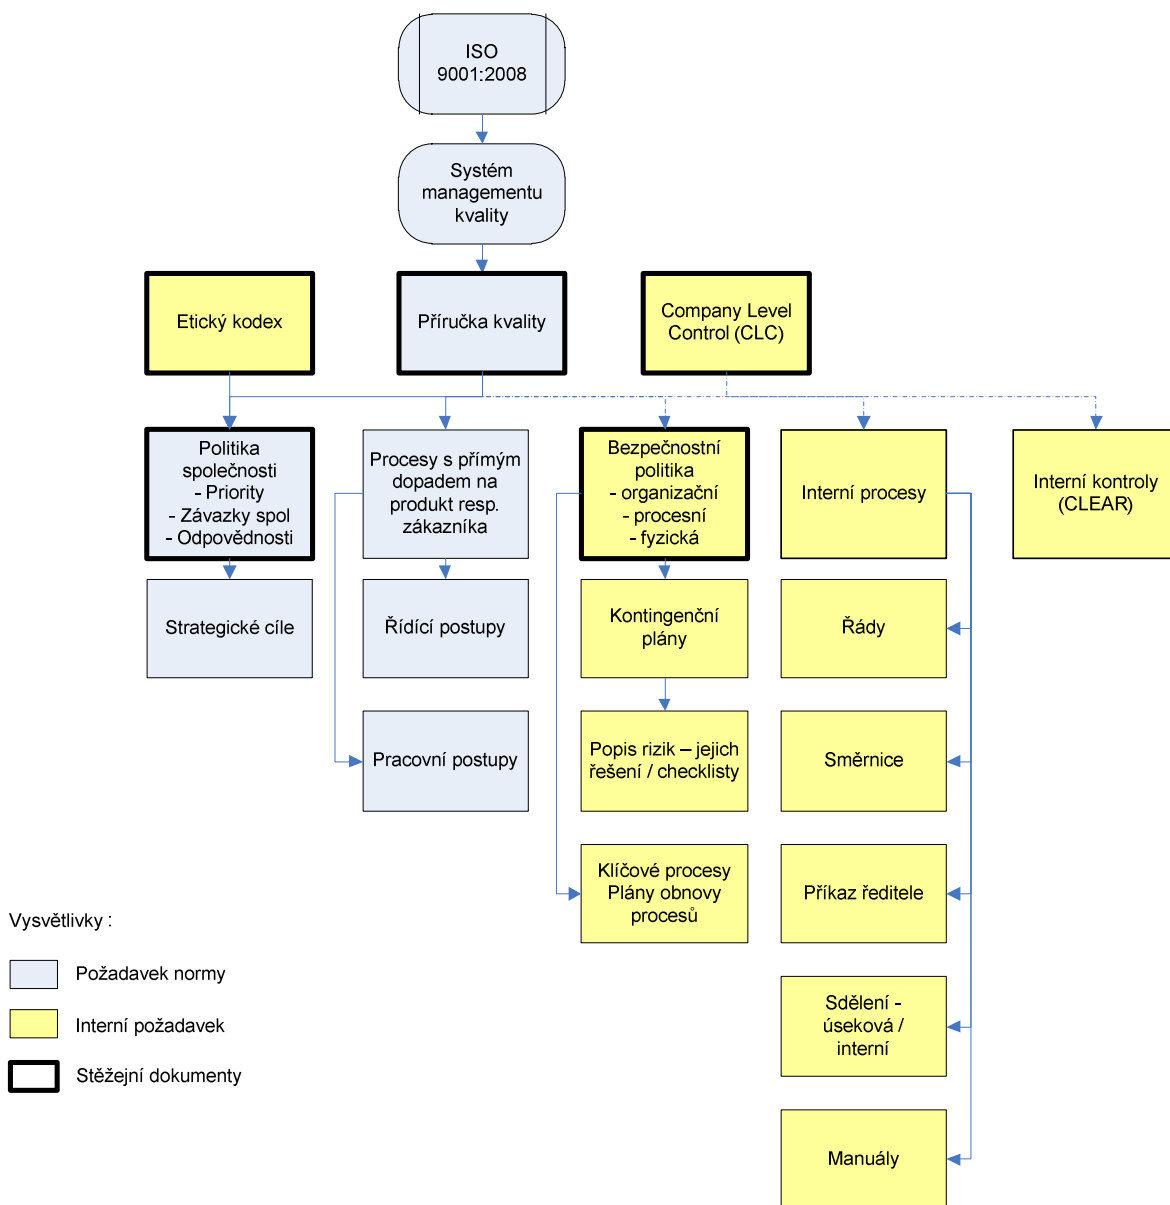 ISO
9001:2008
Systém
managementu
kvality
Etický kodex
Příručka kvality
Company Level
Control (CLC)
Politika
společnosti
- Priority
- Závazky spol
- Odpovědnosti
Procesy s přímým
dopadem na
produkt resp.
zákazníka
Bezpečnostní
politika
- organizační
- procesní
- fyzická
Interní procesy
Interní kontroly
(CLEAR)
Strategické cíle
Řídící postupy
Kontingenční
plány
Řády
Pracovní postupy
Popis rizik – jejich
řešení / checklisty
Směrnice
Klíčové procesy
Plány obnovy
procesů
Příkaz ředitele
Sdělení -
úseková /
interní
Manuály
Vysvětlivky :
Požadavek normy
Interní požadavek
Stěžejní dokumenty